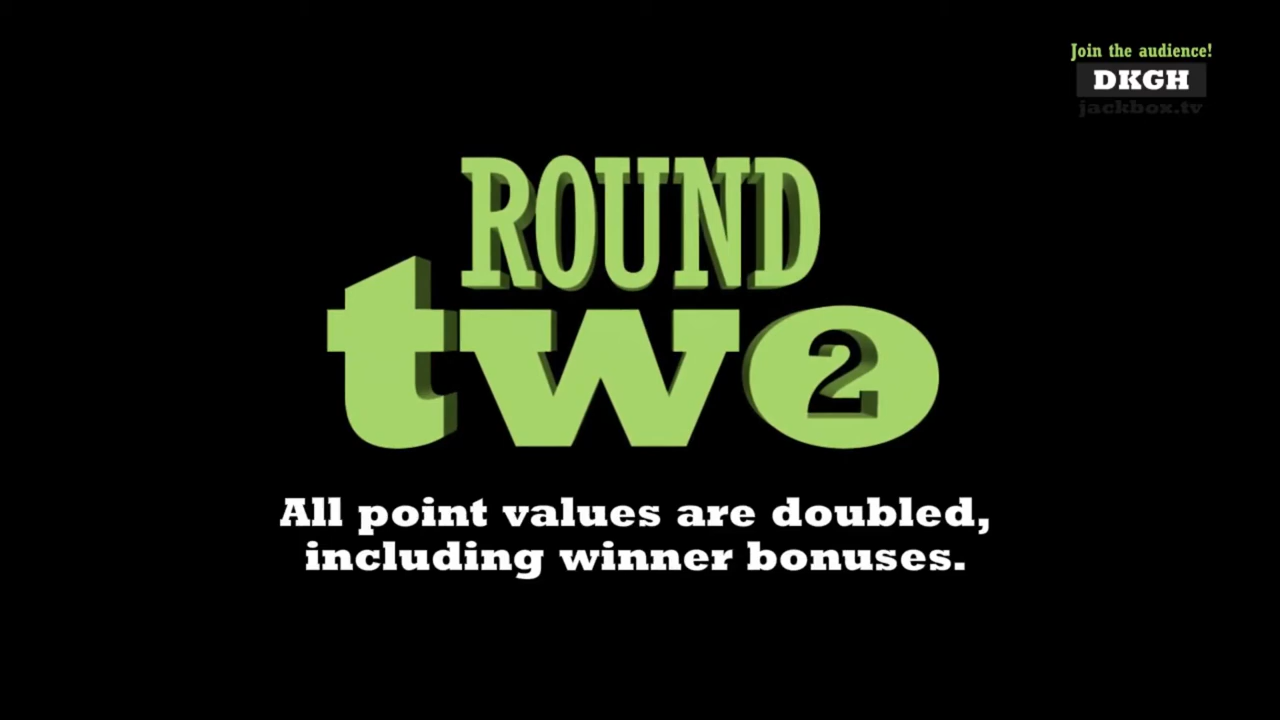 Join the audience!
DKGH
jackbox.tv
ROUND
two
2
All point values are doubled,
including winner bonuses.